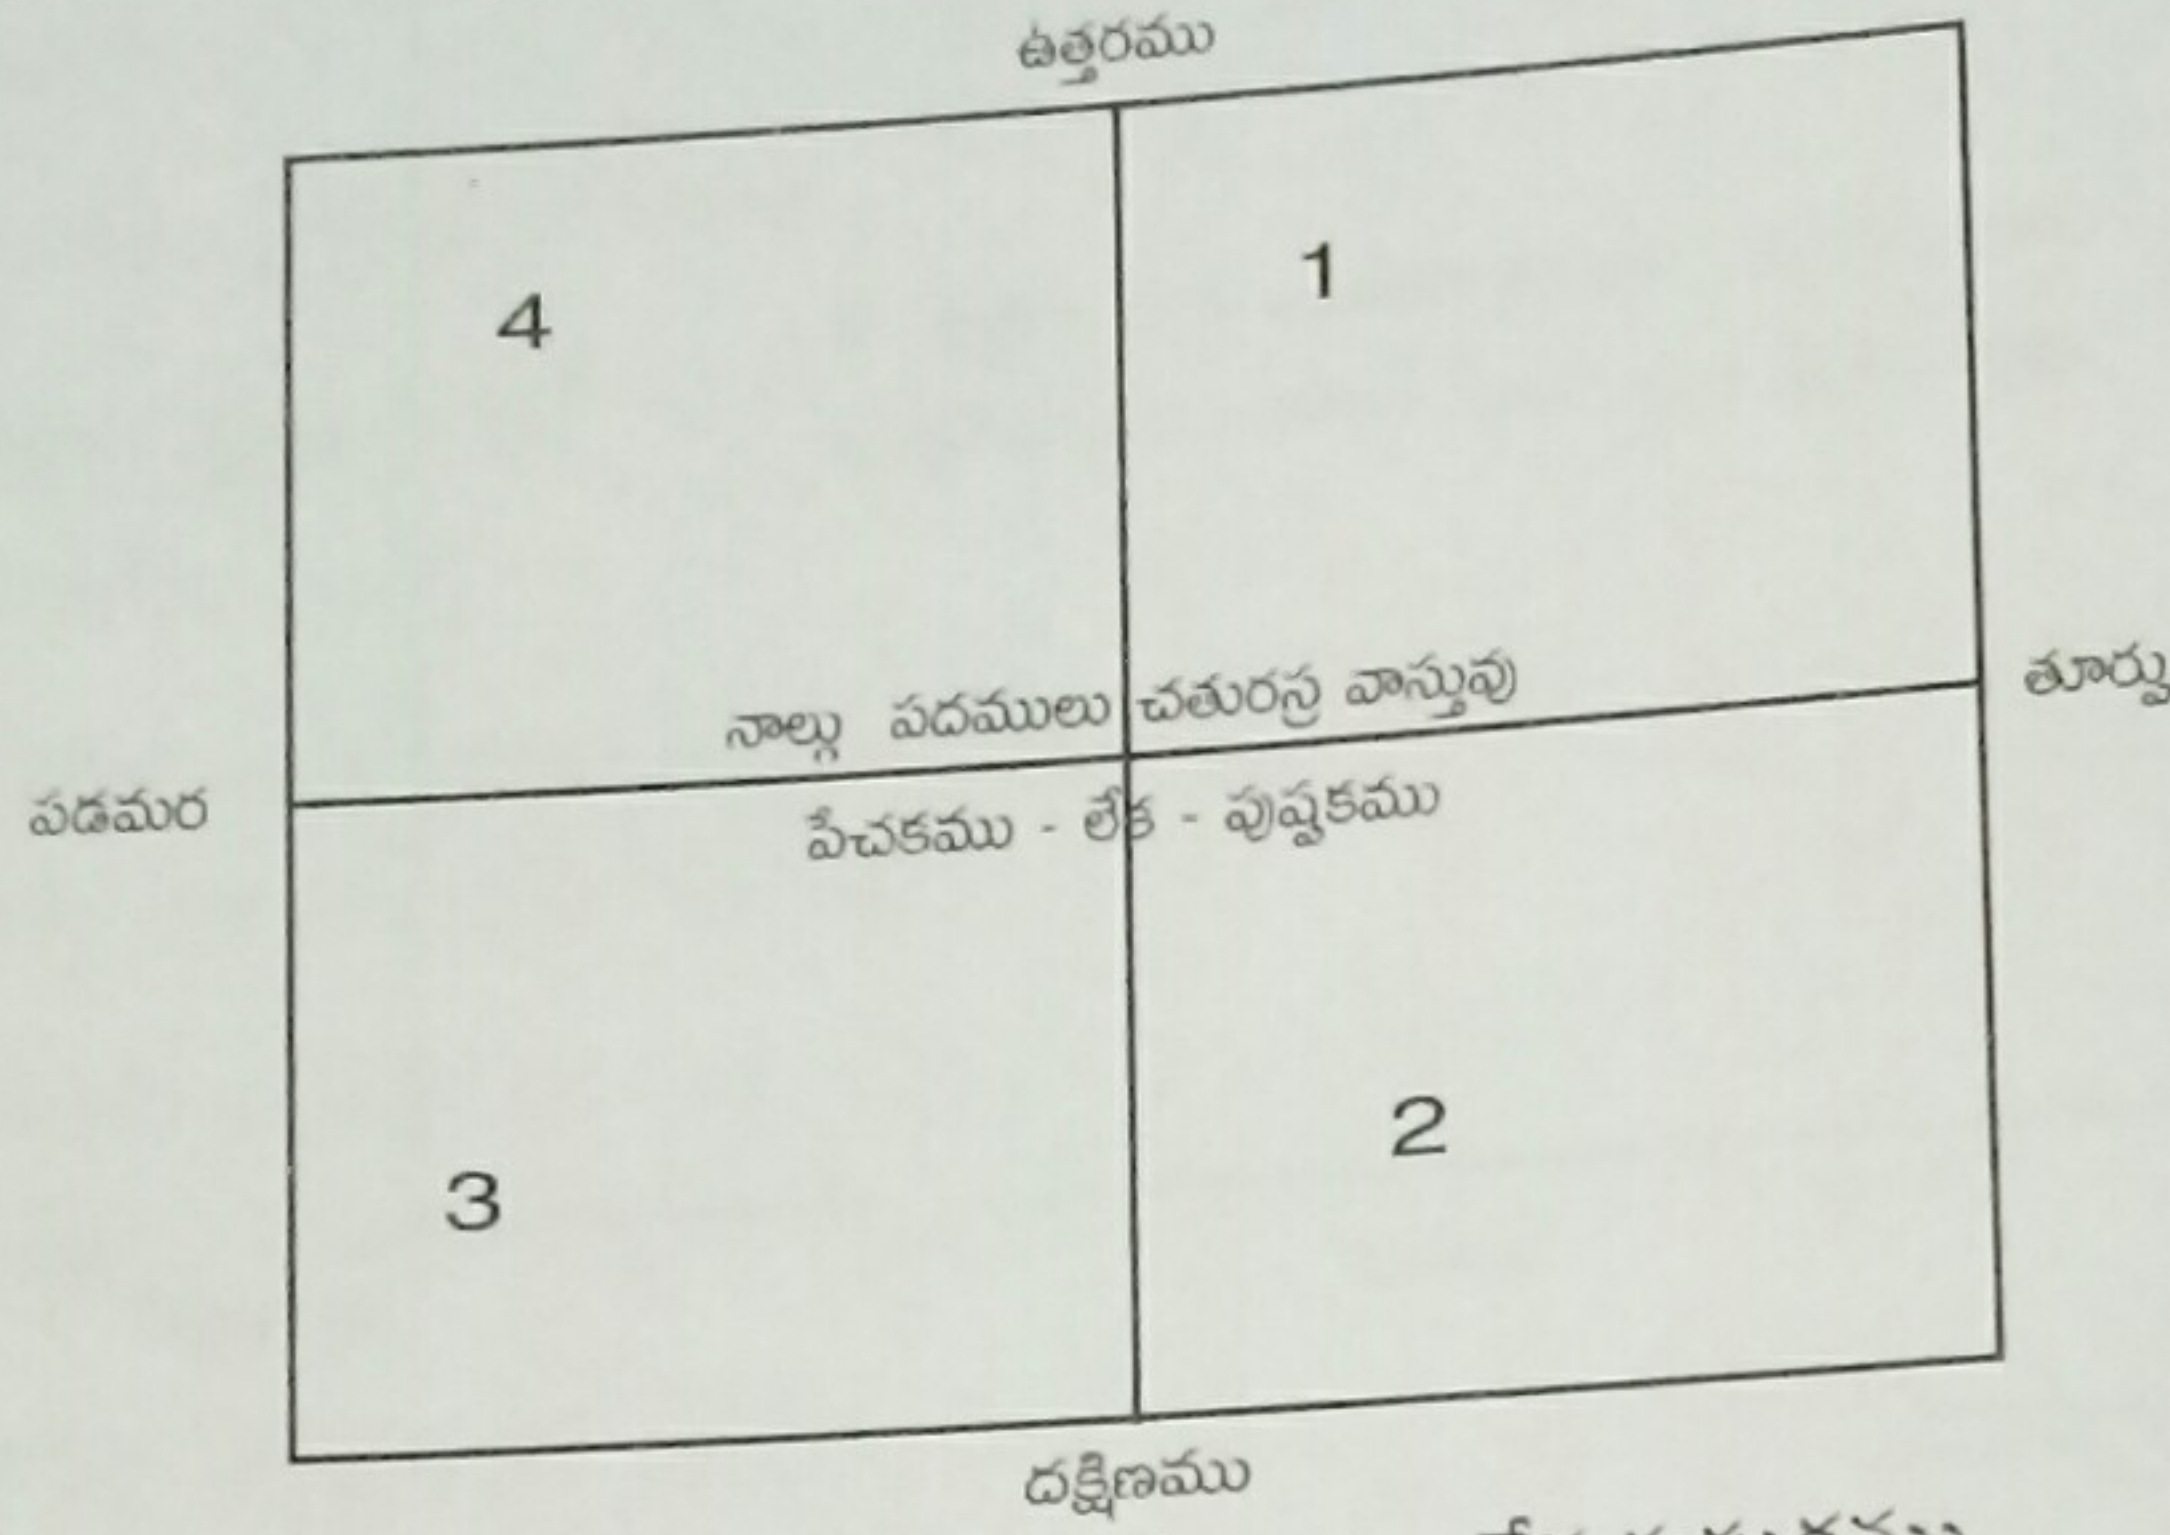 ఉత్తరము
4
1
నాల్గు పదములు చతురస్ర వాస్తువు
తూర్పు
పడమర
పేచకము - లేక - పుష్పకము
2
3
దక్షిణము